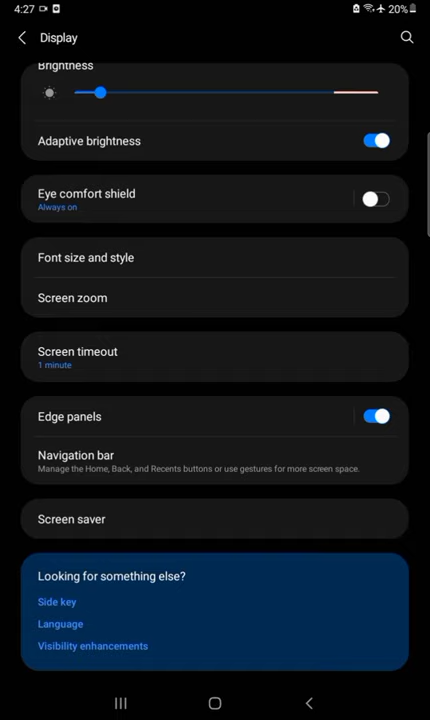 4:27
20%
Display
Brightness
Adaptive brightness
Eye comfort shield
Always on
Font size and style
Screen zoom
Screen timeout
1 minute
Edge panels
Navigation bar
Manage the Home, Back, and Recents buttons or use gestures for more screen space.
Screen saver
Looking for something else?
Side key
Language
Visibility enhancements